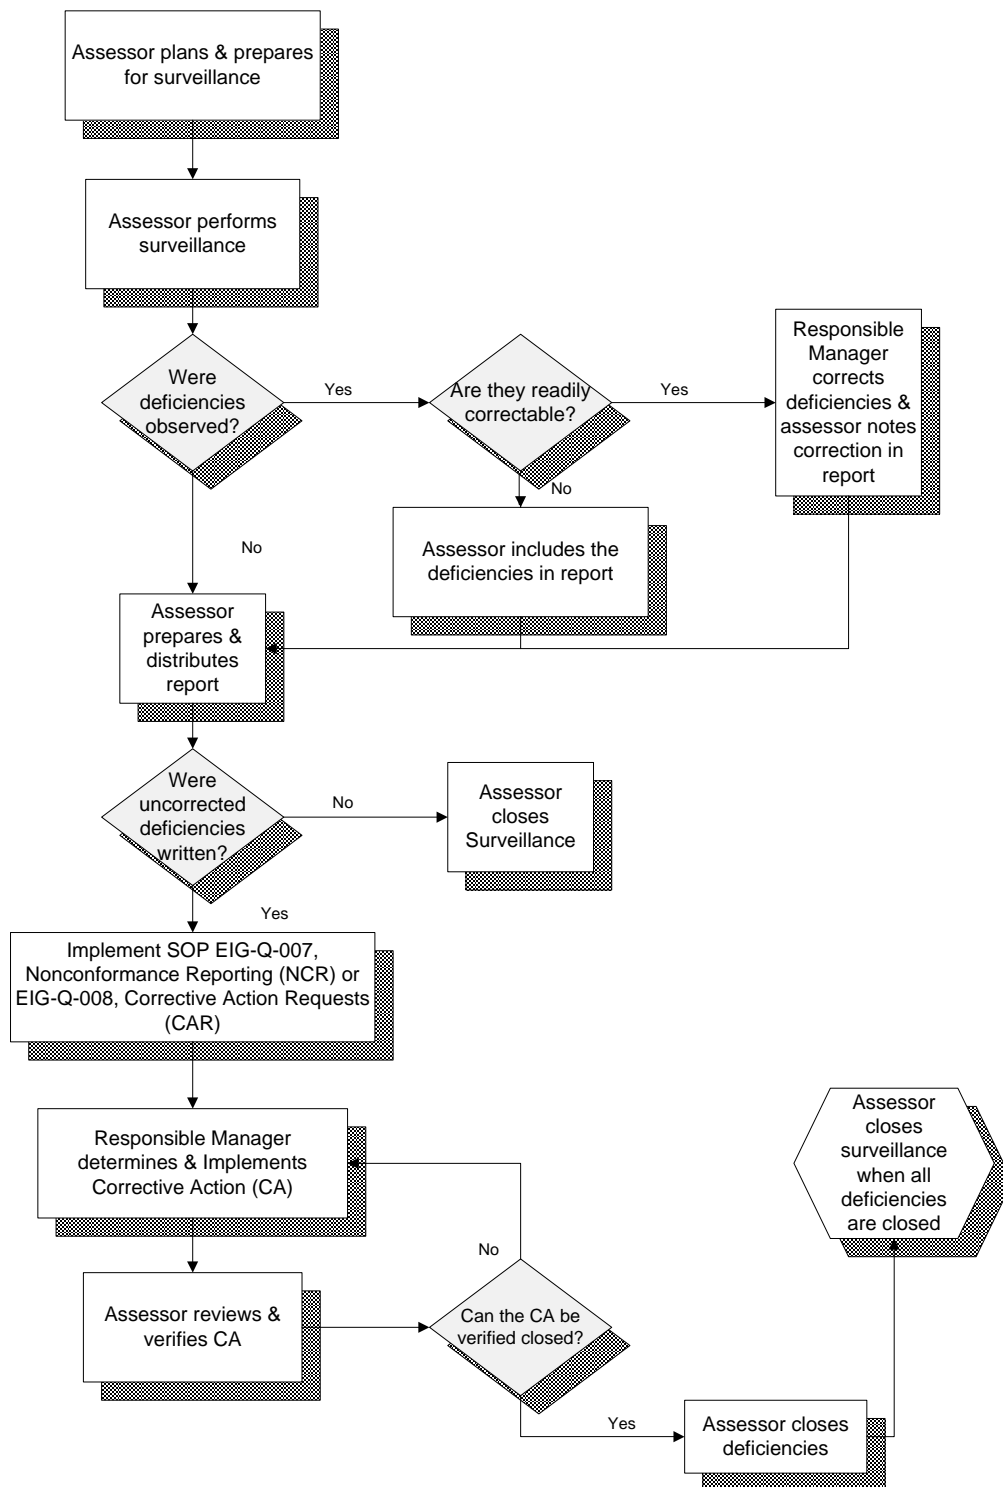 Assessor plans & prepares
for surveillance
Assessor performs
surveillance
Were
deficiencies
observed?
Yes
Are they readily
correctable?
Yes
Responsible
Manager
corrects
deficiencies &
assessor notes
correction in
report
No
Assessor includes the
deficiencies in report
No
Assessor
prepares &
distributes
report
Were
uncorrected
deficiencies
written?
No
Assessor
closes
Surveillance
Yes
Implement SOP EIG-Q-007,
Nonconformance Reporting (NCR) or
EIG-Q-008, Corrective Action Requests
(CAR)
Responsible Manager
determines & Implements
Corrective Action (CA)
Assessor reviews &
verifies CA
No
Can the CA be
verified closed?
Yes
Assessor closes
deficiencies
Assessor
closes
surveillance
when all
deficiencies
are closed